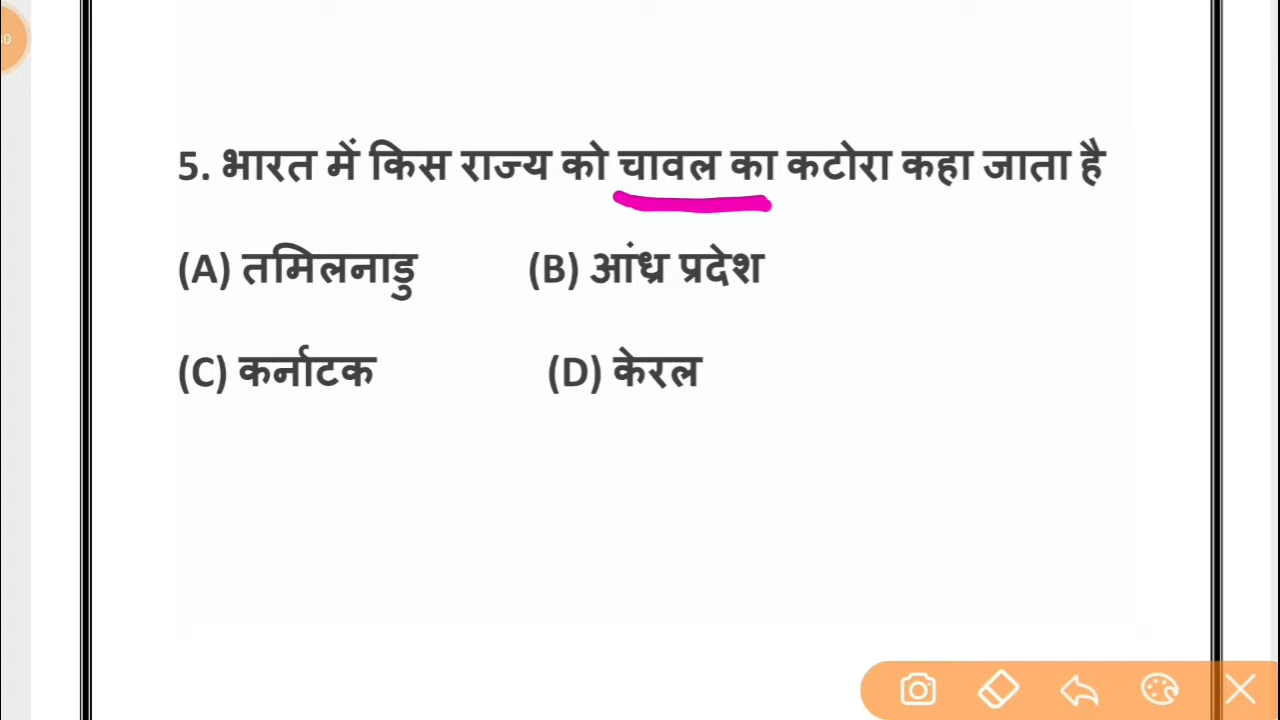 5. भारत में किस राज्य को चावल का कटोरा कहा जाता है
(A) तमिलनाडु (B) आंध्र प्रदेश
(C) कर्नाटक (D) केरल